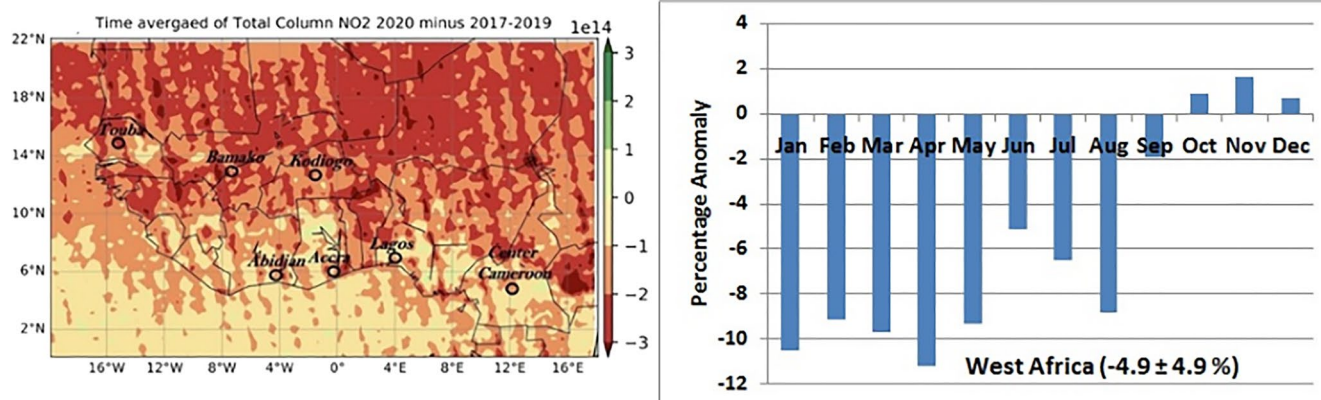 Time avergaed of Total Column NO2 2020 minus 2017-2019
1e14
22°N
18°N
14°N
10°N
6°N
2°N
Touba
Bamako
Kodiogo
Lagos
Abidjan
Accra
Center
Cameroon
16°W 12°W 8°W 4°W 0° 4°E 8°E 12°E 16°E
3
2
1
0
−1
−2
−3
Percentage Anomaly
4
2
0
-2
-4
-6
-8
-10
-12
Jan Feb Mar Apr May Jun Jul Aug Sep Oct Nov Dec
West Africa (-4.9 ± 4.9 %)